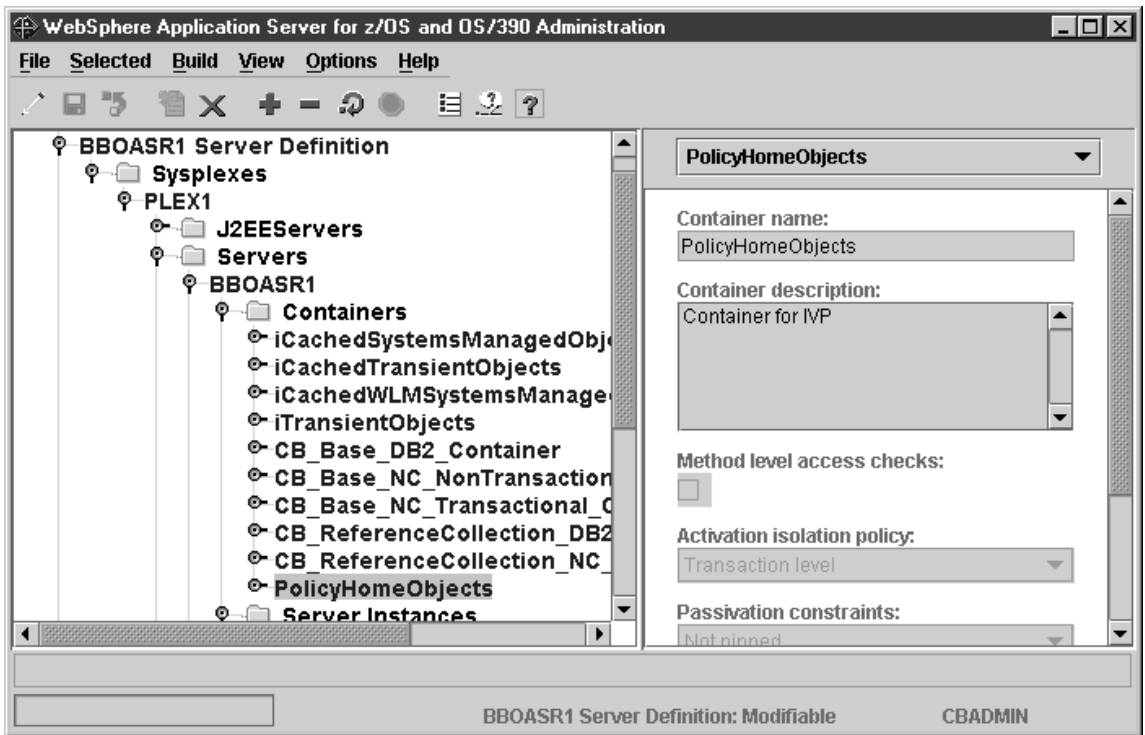 WebSphere Application Server for z/OS and OS/390 Administration
File Selected Build View Options Help
BBOASR1 Server Definition
Sysplexes
PLEX1
J2EEServers
Servers
BBOASR1
Containers
iCachedSystemsManagedObj
iCachedTransientObjects
iCachedWLMSystemsManage
iTransientObjects
CB_Base_DB2_Container
CB_Base_NC_NonTransaction
CB_Base_NC_Transactional_C
CB_ReferenceCollection_DB2
CB_ReferenceCollection_NC_
PolicyHomeObjects
Server Instances
PolicyHomeObjects
Container name:
PolicyHomeObjects
Container description:
Container for IVP
Method level access checks:
Activation isolation policy:
Transaction level
Passivation constraints:
Not pinned
BBOASR1 Server Definition: Modifiable CBADMIN